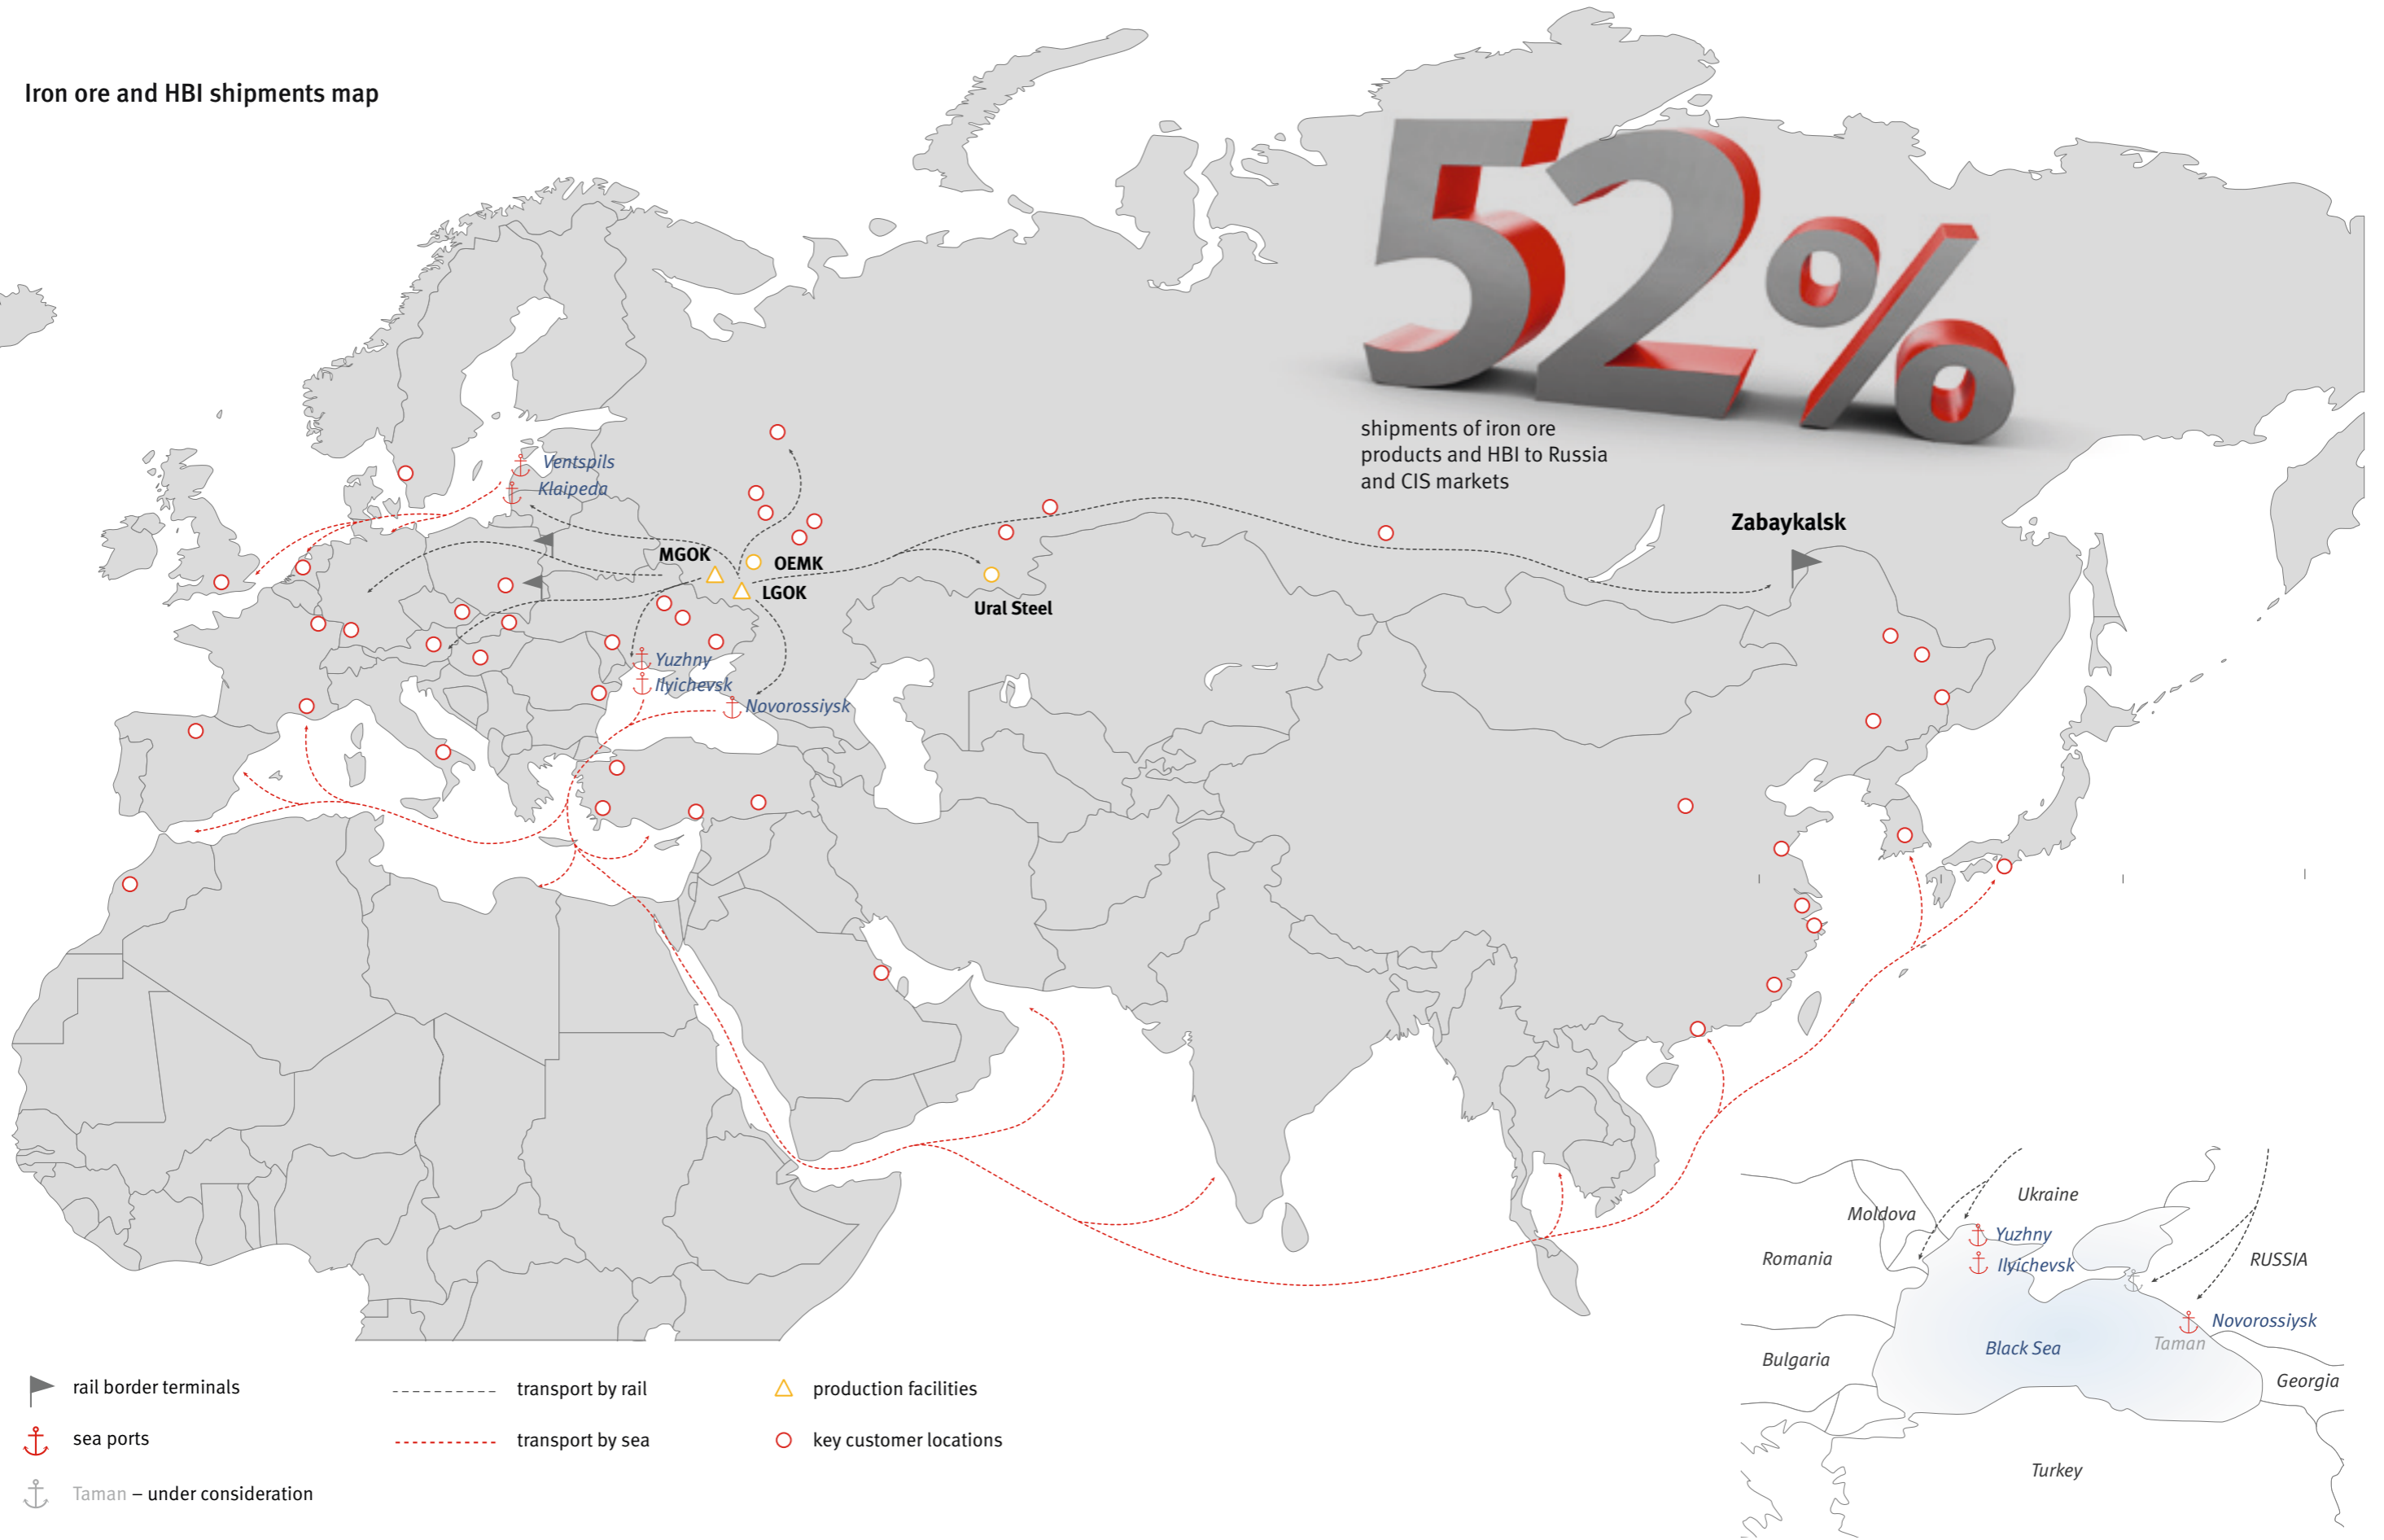 Iron ore and HBI shipments map
52%
shipments of iron ore
products and HBI to Russia
and CIS markets
Ventspils
Klaipeda
Zabaykalsk
MGOK
OEMK
LGOK
Ural Steel
Yuzhny
Ilyichevsk
Novorossiysk
Ukraine
Moldova
Yuzhny
Romania
Ilyichevsk
RUSSIA
Novorossiysk
Taman
Black Sea
Bulgaria
Georgia
Turkey
rail border terminals
transport by rail
production facilities
sea ports
transport by sea
key customer locations
Taman – under consideration